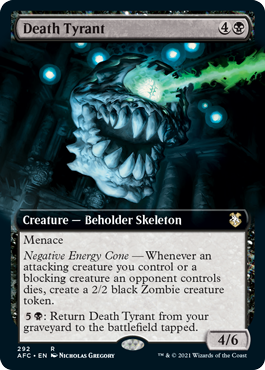 Death Tyrant 4
Creature — Beholder Skeleton
Menace
Negative Energy Cone — Whenever an
attacking creature you control or a
blocking creature an opponent controls
dies, create a 2/2 black Zombie creature
token.
5: Return Death Tyrant from your
graveyard to the battlefield tapped.
4/6
292 R
AFC • EN Nicholas Gregory
™ & © 2021 Wizards of the Coast